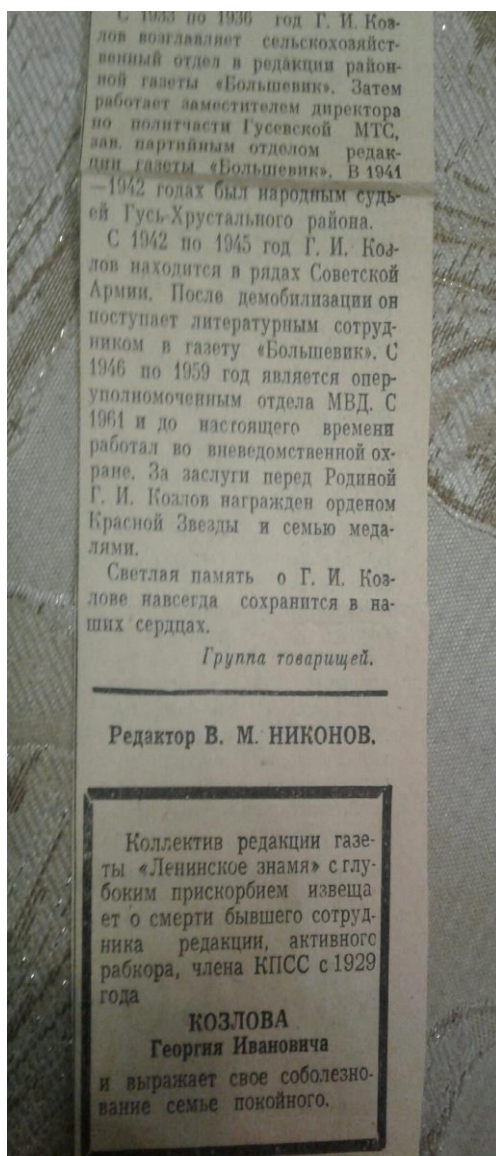 С 1933 по 1936 год Г. И. Коз-
лов возглавляет сельскохозяйст-
венный отдел в редакции район-
ной газеты «Большевик». Затем
работает заместителем директора
по политчасти Гусевской МТС,
зав. партийным отделом редак-
ции газеты «Большевик». В 1941
—1942 годах был народным судь-
ей Гусь-Хрустального района.
С 1942 по 1945 год Г. И. Коз-
лов находится в рядах Советской
Армии. После демобилизации он
поступает литературным сотруд-
ником в газету «Большевик». С
1946 по 1959 год является опер-
уполномоченным отдела МВД. С
1961 и до настоящего времени
работал во вневедомственной ох-
ране. За заслуги перед Родиной
Г. И. Козлов награжден орденом
Красной Звезды и семью меда-
лями.
Светлая память о Г. И. Коз-
лове навсегда сохранится в на-
ших сердцах.
Группа товарищей.
Редактор В. М. НИКОНОВ.
Коллектив редакции газе-
ты «Ленинское знамя» с глу-
боким прискорбием извеща
ет о смерти бывшего сотруд-
ника редакции, активного
рабкора, члена КПСС с 1929
года
КОЗЛОВА
Георгия Ивановича
и выражает свое соболезно-
вание семье покойного.